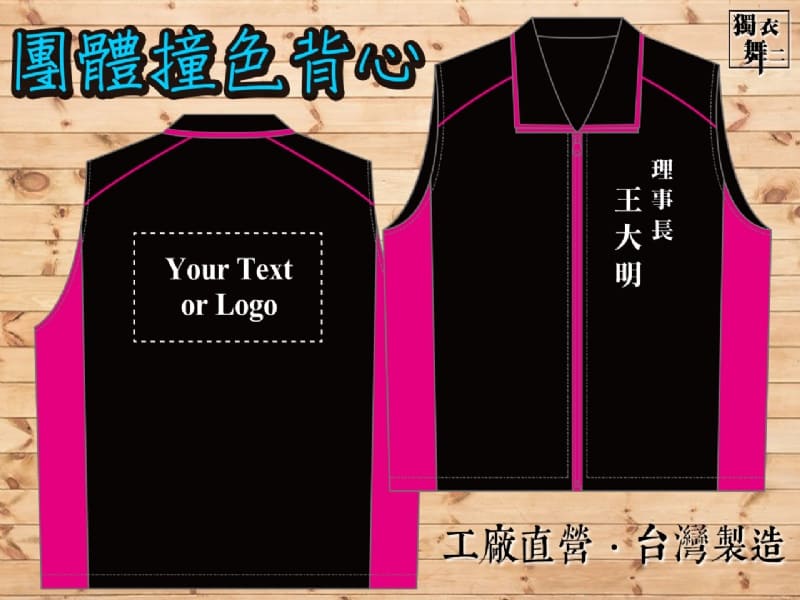 團體撞色背心
獨衣
舞二
Your Text
or Logo
理事長
王大明
工廠直營．台灣製造